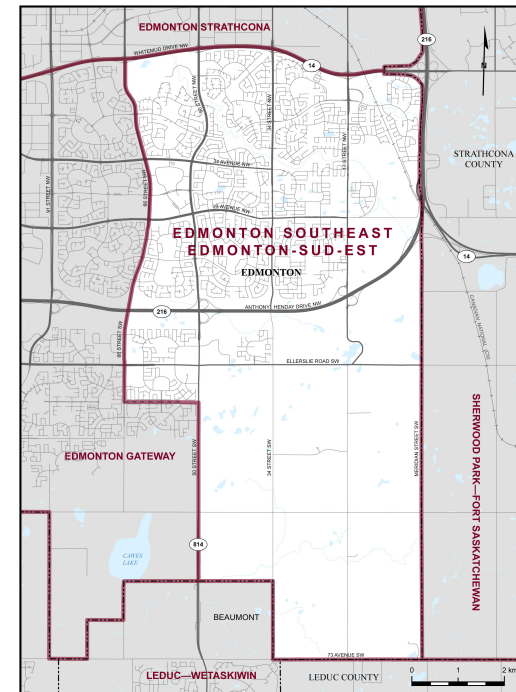 EDMONTON STRATHCONA
216
WHITEMUD DRIVE NW
14
N
50 STREET NW
34 STREET NW
17 STREET NW
STRATHCONA
COUNTY
34 AVENUE NW
91 STREET NW
66 STREET NW
23 AVENUE NW
EDMONTON SOUTHEAST
EDMONTON-SUD-EST
EDMONTON
14
ANTHONY HENDAY DRIVE NW
216
CANADIAN NATIONAL (CN)
66 STREET SW
ELLERSLIE ROAD SW
EDMONTON GATEWAY
50 STREET SW
34 STREET SW
MERIDIAN STREET SW
SHERWOOD PARK—FORT SASKATCHEWAN
814
CAWES
LAKE
BEAUMONT
73 AVENUE SW
LEDUC—WETASKIWIN
LEDUC COUNTY
0 1 2 km